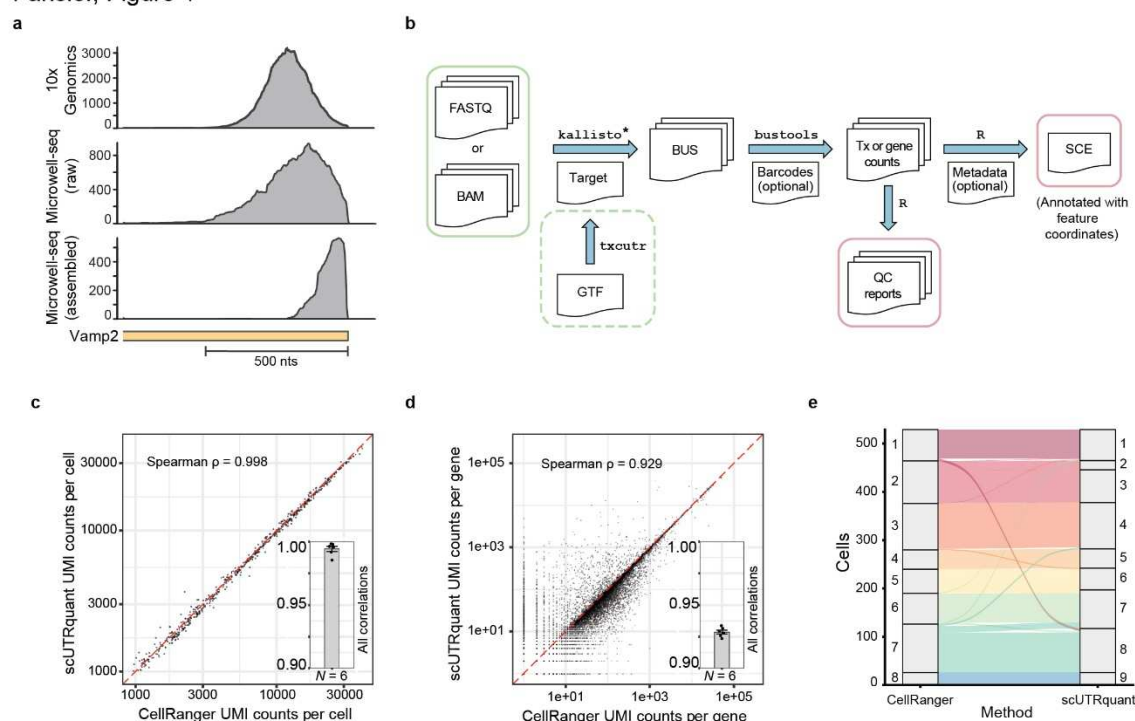 a
3000
2000
1000
0
10x
Genomics
800
400
0
Microwell-seq
(raw)
400
200
0
Microwell-seq
(assembled)
Vamp2
500 nts
b
FASTQ
or
BAM
kallisto*
Target
txcutr
GTF
BUS
bustools
Barcodes
(optional)
Tx or gene
counts
R
QC
reports
R
Metadata
(optional)
SCE
(Annotated with
feature
coordinates)
c
scUTRquant UMI counts per cell
30000
10000
3000
1000
Spearman ρ = 0.998
1.00
0.95
0.90
All correlations
N = 6
1000 3000 10000 30000
CellRanger UMI counts per cell
d
scUTRquant UMI counts per gene
1e+05
1e+03
1e+01
Spearman ρ = 0.929
1.00
0.95
0.90
All correlations
N = 6
1e+01 1e+03 1e+05
CellRanger UMI counts per gene
e
Cells
500
400
300
200
100
0
1
2
3
4
5
6
7
8
1
2
3
4
5
6
7
8
9
CellRanger scUTRquant
Method